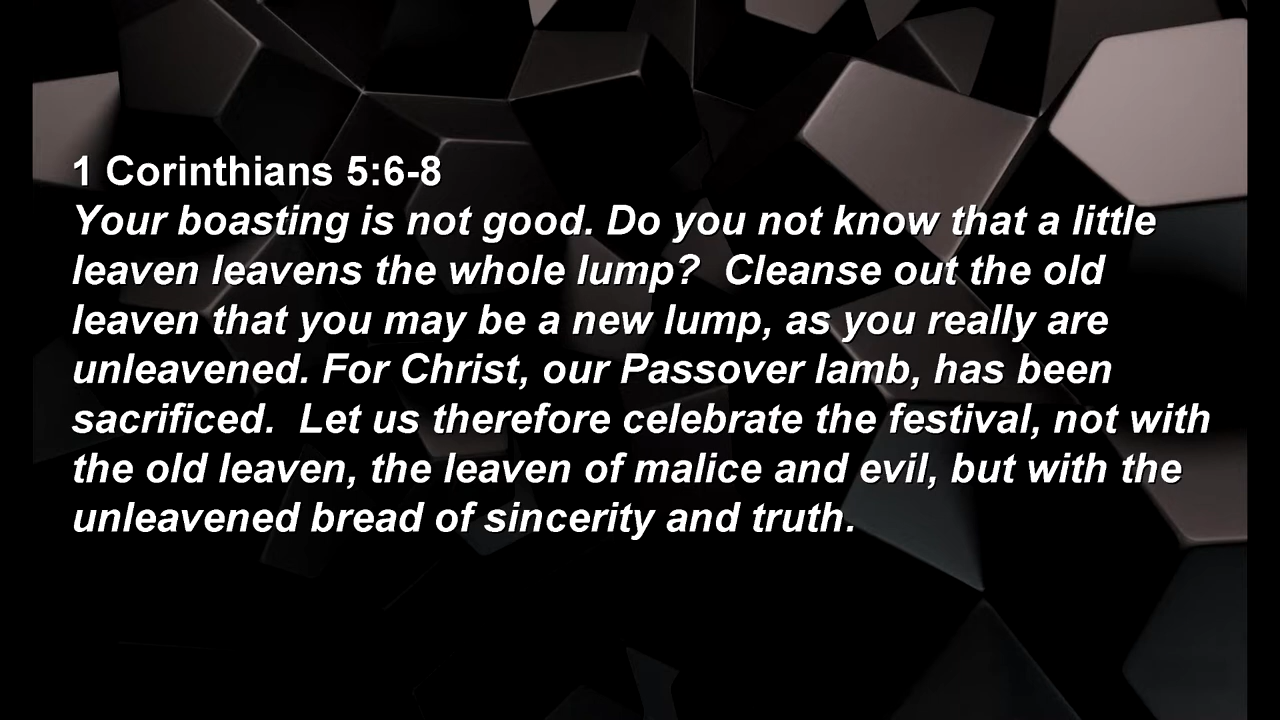 1 Corinthians 5:6-8
Your boasting is not good. Do you not know that a little
leaven leavens the whole lump?  Cleanse out the old
leaven that you may be a new lump, as you really are
unleavened. For Christ, our Passover lamb, has been
sacrificed.  Let us therefore celebrate the festival, not with
the old leaven, the leaven of malice and evil, but with the
unleavened bread of sincerity and truth.